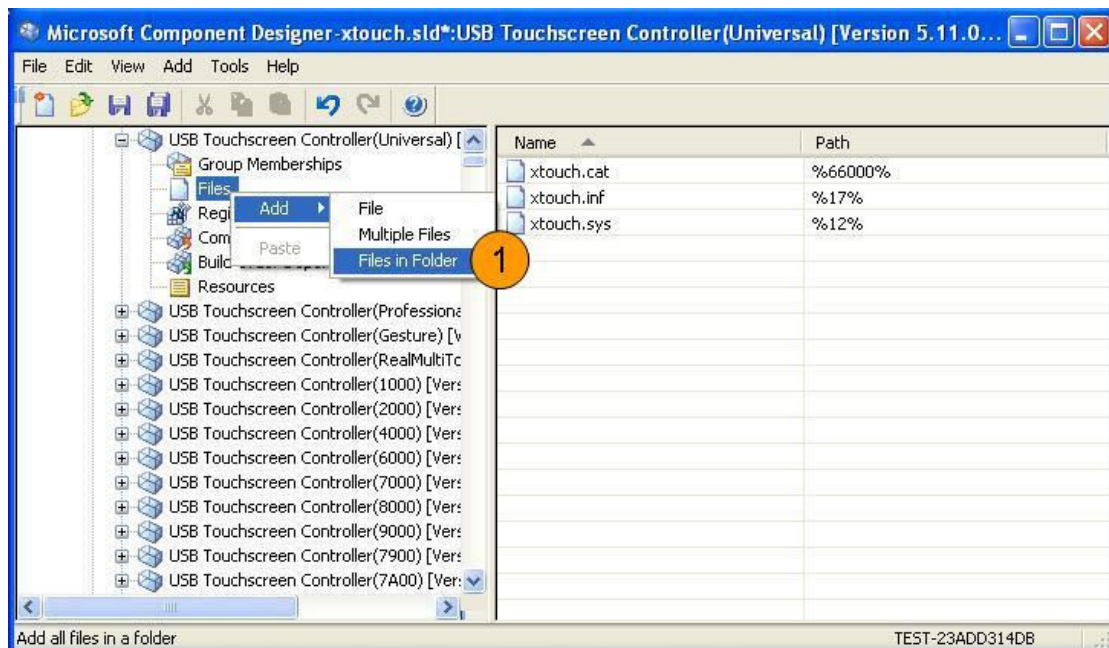 Microsoft Component Designer-xtouch.sld*:USB Touchscreen Controller(Universal) [Version 5.11.0...
File Edit View Add Tools Help
USB Touchscreen Controller(Universal) [
Group Memberships
Files
Regi
Com
Build
Resources
USB Touchscreen Controller(Professiona
USB Touchscreen Controller(Gesture) [V
USB Touchscreen Controller(RealMultiTc
USB Touchscreen Controller(1000) [Vers
USB Touchscreen Controller(2000) [Vers
USB Touchscreen Controller(4000) [Vers
USB Touchscreen Controller(6000) [Vers
USB Touchscreen Controller(7000) [Vers
USB Touchscreen Controller(8000) [Vers
USB Touchscreen Controller(9000) [Vers
USB Touchscreen Controller(7900) [Vers
USB Touchscreen Controller(7A00) [Vers
Add
Paste
File
Multiple Files
Files in Folder
1
Name Path
xtouch.cat %66000%
xtouch.inf %17%
xtouch.sys %12%
Add all files in a folder TEST-23ADD314DB